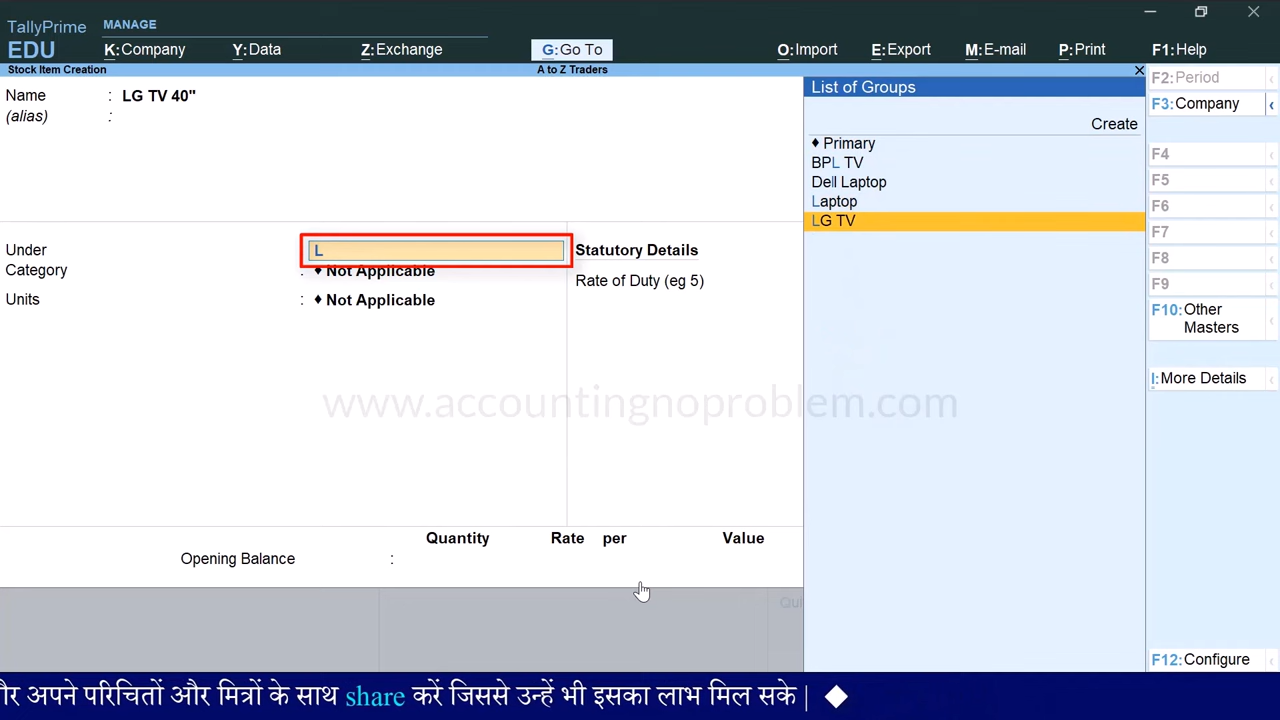 TallyPrime
EDU
MANAGE
K:Company Y:Data Z:Exchange G:Go To O:Import E:Export M:E-mail P:Print F1:Help
Stock Item Creation A to Z Traders
Name : LG TV 40"
(alias) :
Under L
Category : ♦ Not Applicable
Units : ♦ Not Applicable
Statutory Details
Rate of Duty (eg 5)
www.accountingnoproblem.com
Quantity Rate per Value
Opening Balance :
List of Groups
Create
♦ Primary
BPL TV
Dell Laptop
Laptop
LG TV
F2:Period
F3:Company
F4
F5
F6
F7
F8
F9
F10:Other
Masters
I:More Details
F12:Configure
और अपने परिचितों और मित्रों के साथ share करें जिससे उन्हें भी इसका लाभ मिल सके |